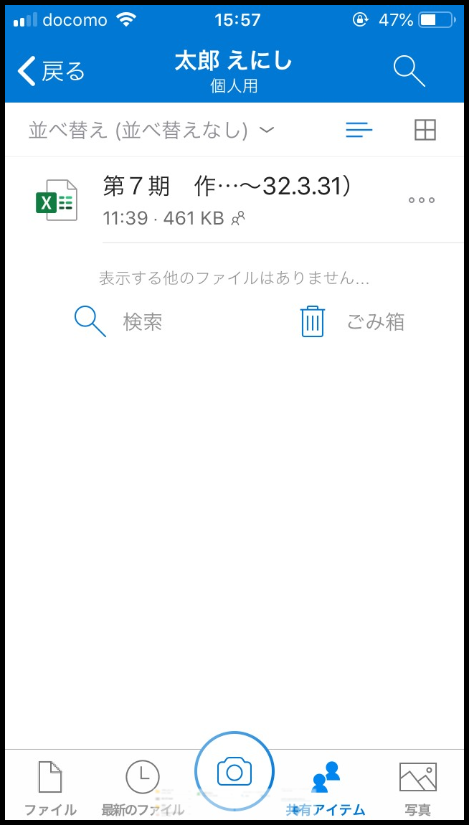 docomo 15:57 47%
戻る 太郎 えにし
個人用
並べ替え (並べ替えなし)
第７期　作…～32.3.31）
11:39 · 461 KB
表示する他のファイルはありません...
検索 ごみ箱
ファイル 最新のファイル 共有アイテム 写真